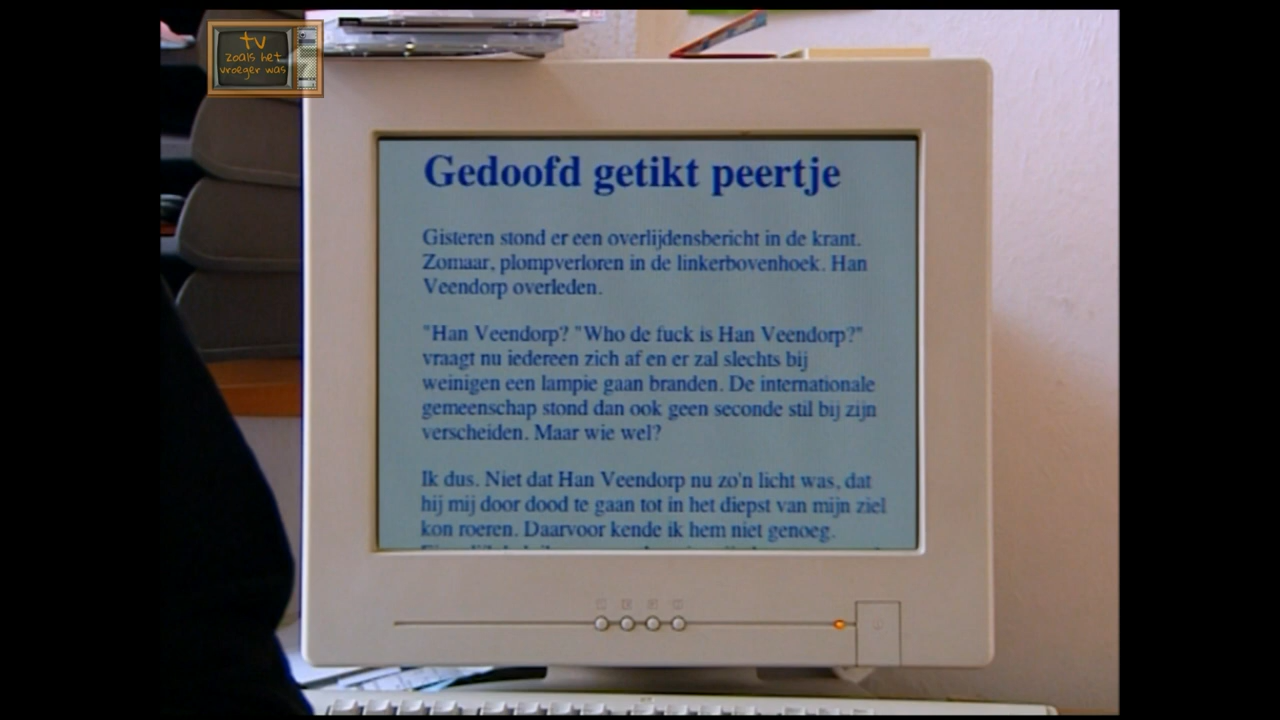 tv
zoals het
vroeger was
Gedoofd getikt peertje
Gisteren stond er een overlijdensbericht in de krant.
Zomaar, plompverloren in de linkerbovenhoek. Han
Veendorp overleden.
"Han Veendorp? "Who de fuck is Han Veendorp?"
vraagt nu iedereen zich af en er zal slechts bij
weinigen een lampie gaan branden. De internationale
gemeenschap stond dan ook geen seconde stil bij zijn
verscheiden. Maar wie wel?
Ik dus. Niet dat Han Veendorp nu zo'n licht was, dat
hij mij door dood te gaan tot in het diepst van mijn ziel
kon roeren. Daarvoor kende ik hem niet genoeg.